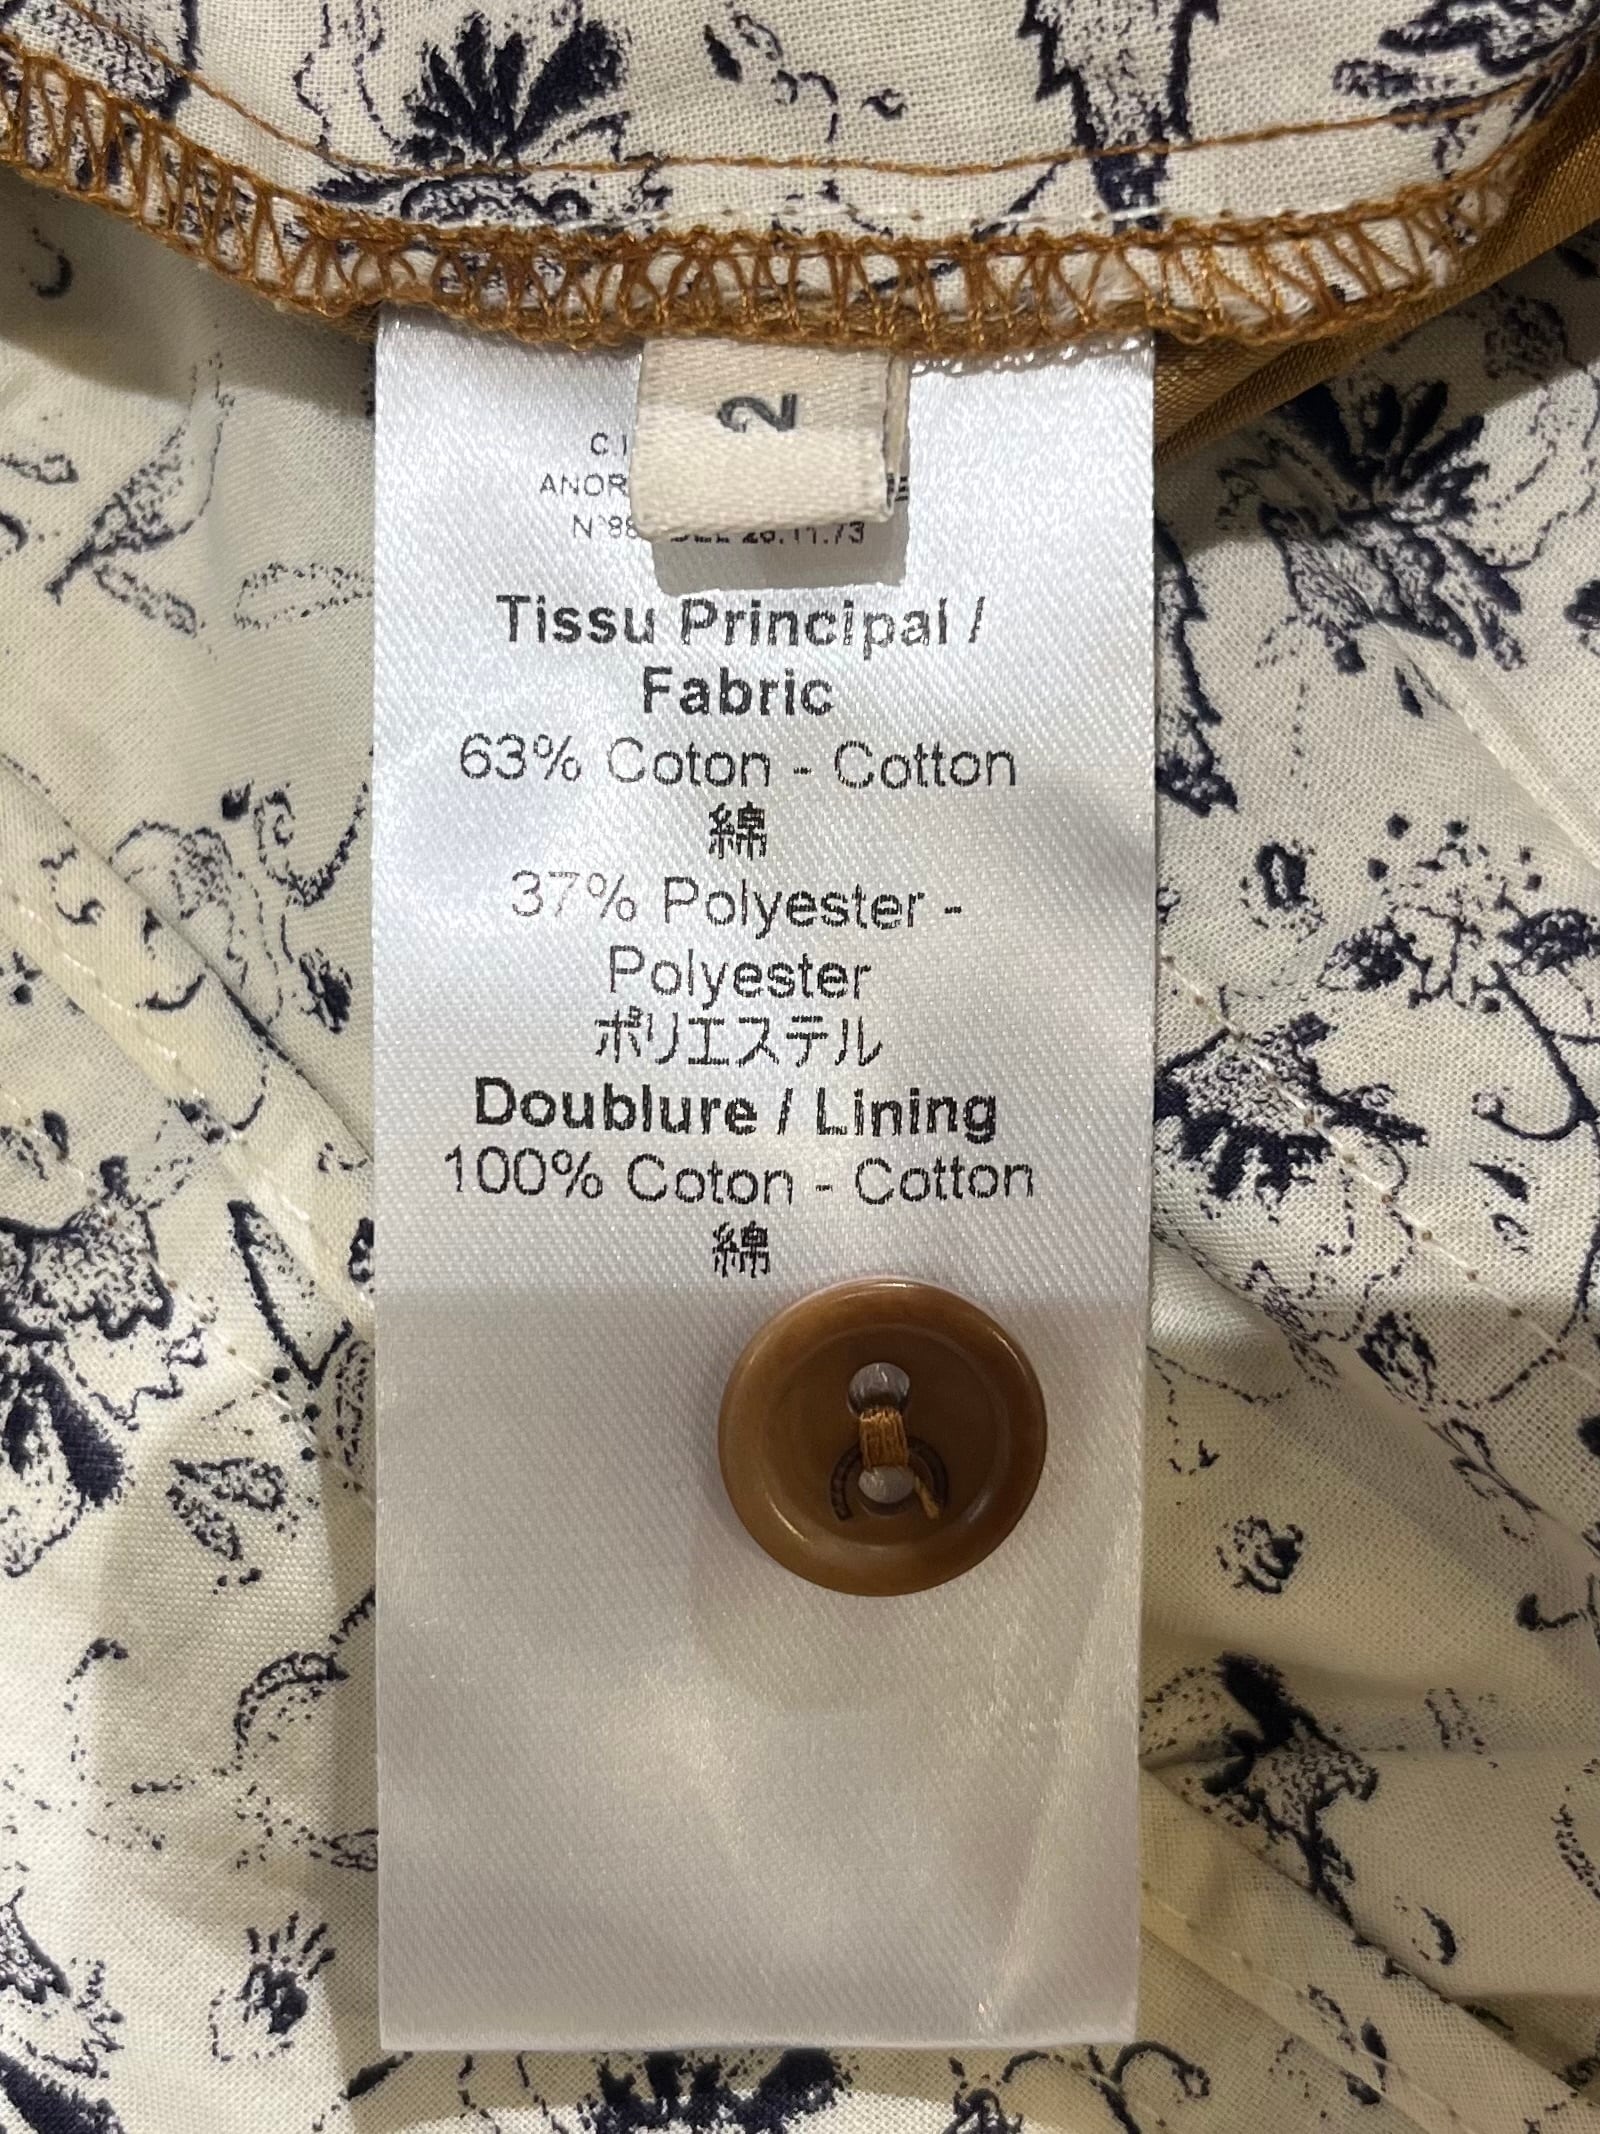 2
Tissu Principal /
Fabric
63% Coton - Cotton
綿
37% Polyester -
Polyester
ポリエステル
Doublure / Lining
100% Coton - Cotton
綿